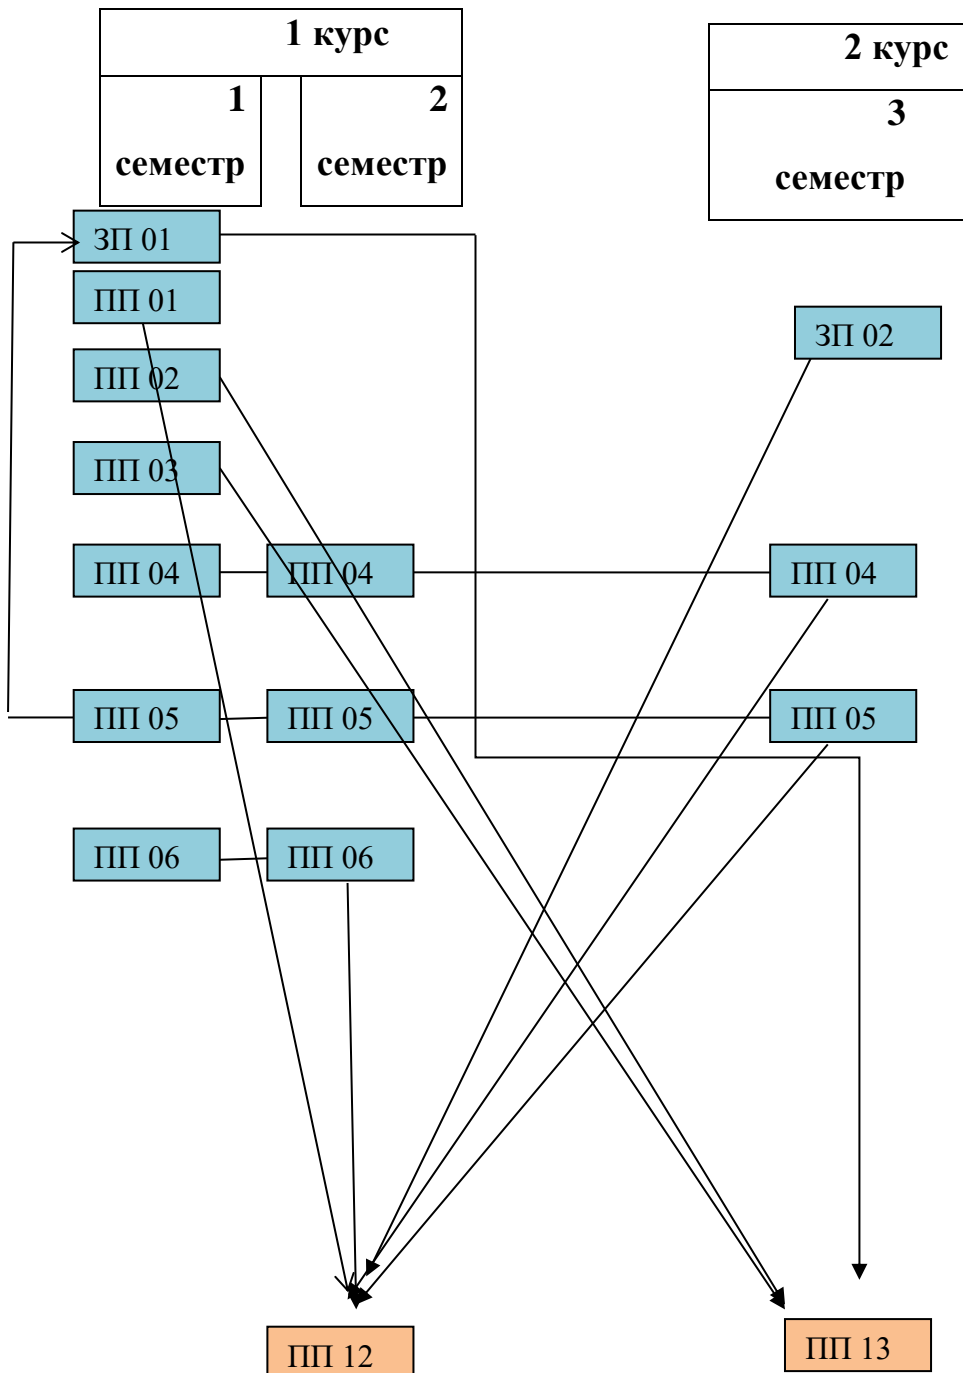 1 курс
2 курс
1
семестр
2
семестр
3
семестр
ЗП 01
ПП 01
ЗП 02
ПП 02
ПП 03
ПП 04
ПП 04
ПП 04
ПП 05
ПП 05
ПП 05
ПП 06
ПП 06
ПП 12
ПП 13